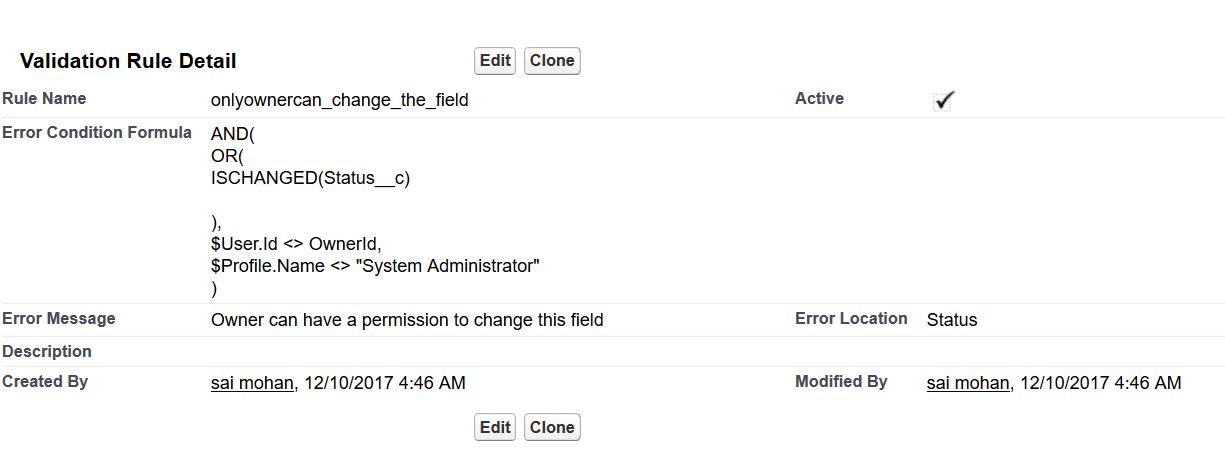 Validation Rule Detail Edit Clone
Rule Name onlyownercan_change_the_field Active
Error Condition Formula AND(
OR(
ISCHANGED(Status__c)
),
$User.Id <> OwnerId,
$Profile.Name <> "System Administrator"
)
Error Message Owner can have a permission to change this field Error Location Status
Description
Created By sai mohan, 12/10/2017 4:46 AM Modified By sai mohan, 12/10/2017 4:46 AM
Edit Clone